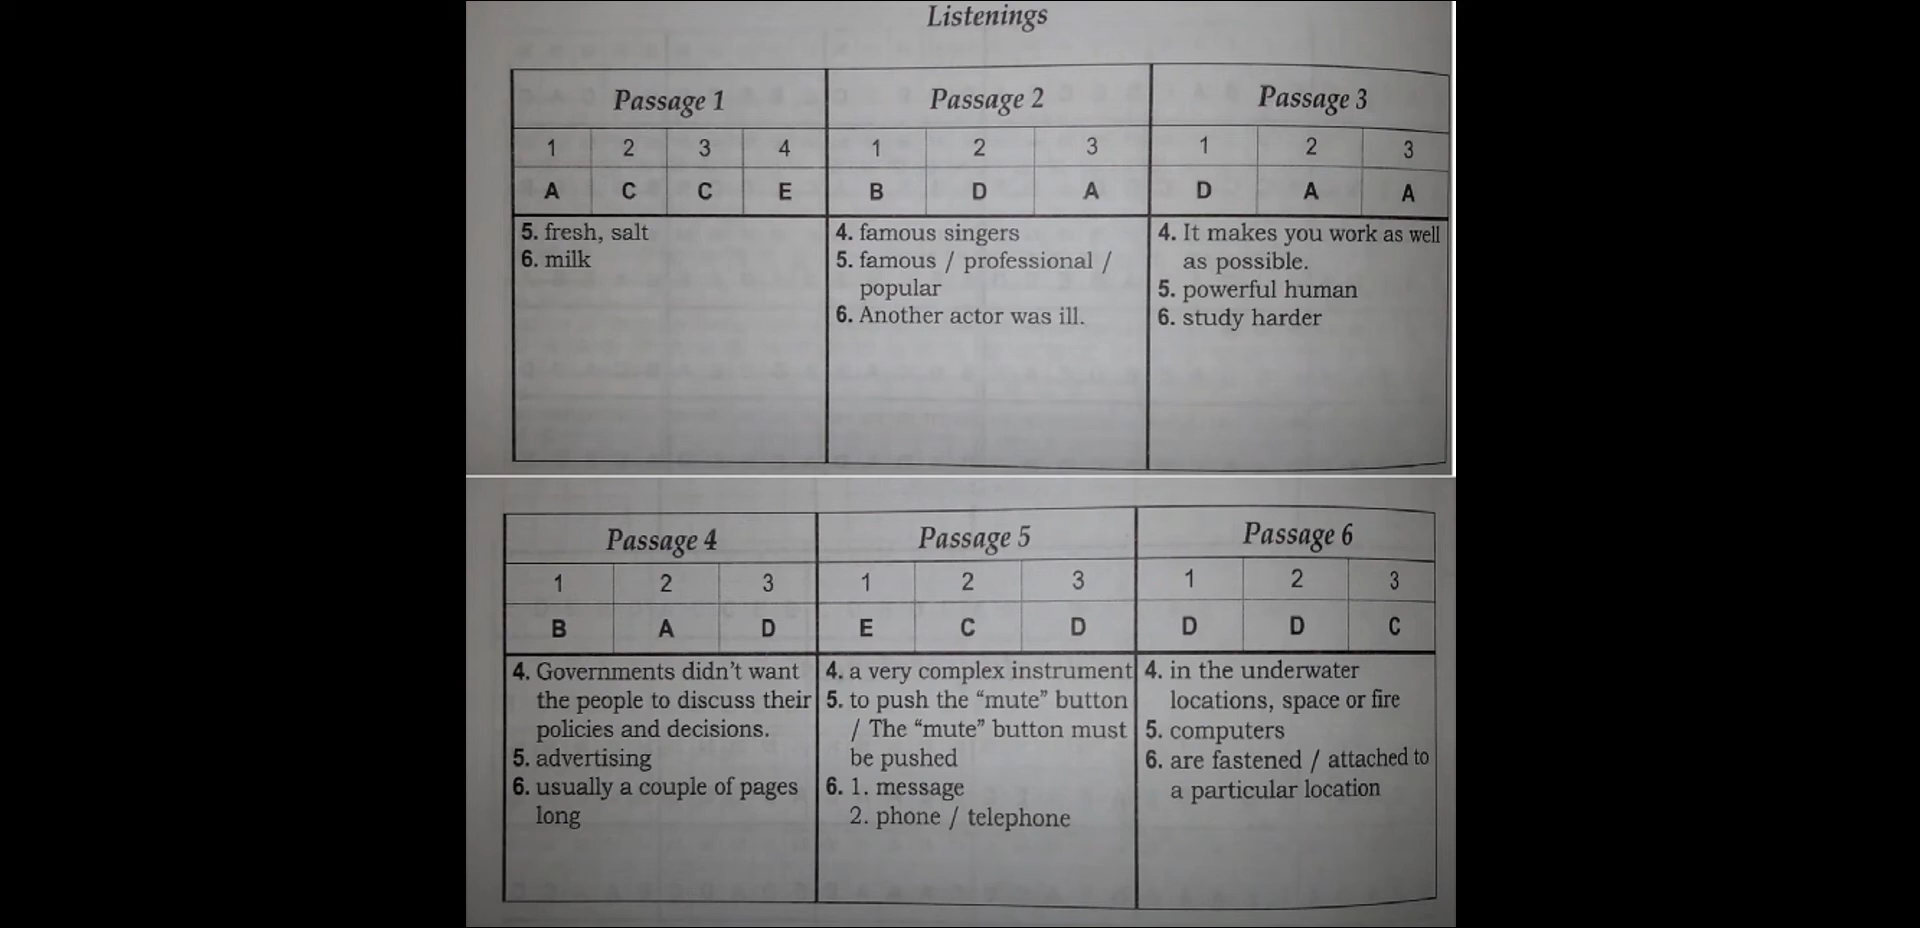 Listenings
Passage 1
1 2 3 4
A C C E
5. fresh, salt
6. milk
Passage 2
1 2 3
B D A
4. famous singers
5. famous / professional /
popular
6. Another actor was ill.
Passage 3
1 2 3
D A A
4. It makes you work as well
as possible.
5. powerful human
6. study harder
Passage 4
1 2 3
B A D
4. Governments didn't want
the people to discuss their
policies and decisions.
5. advertising
6. usually a couple of pages
long
Passage 5
1 2 3
E C D
4. a very complex instrument
5. to push the “mute” button
/ The “mute” button must
be pushed
6. 1. message
2. phone / telephone
Passage 6
1 2 3
D D C
4. in the underwater
locations, space or fire
5. computers
6. are fastened / attached to
a particular location